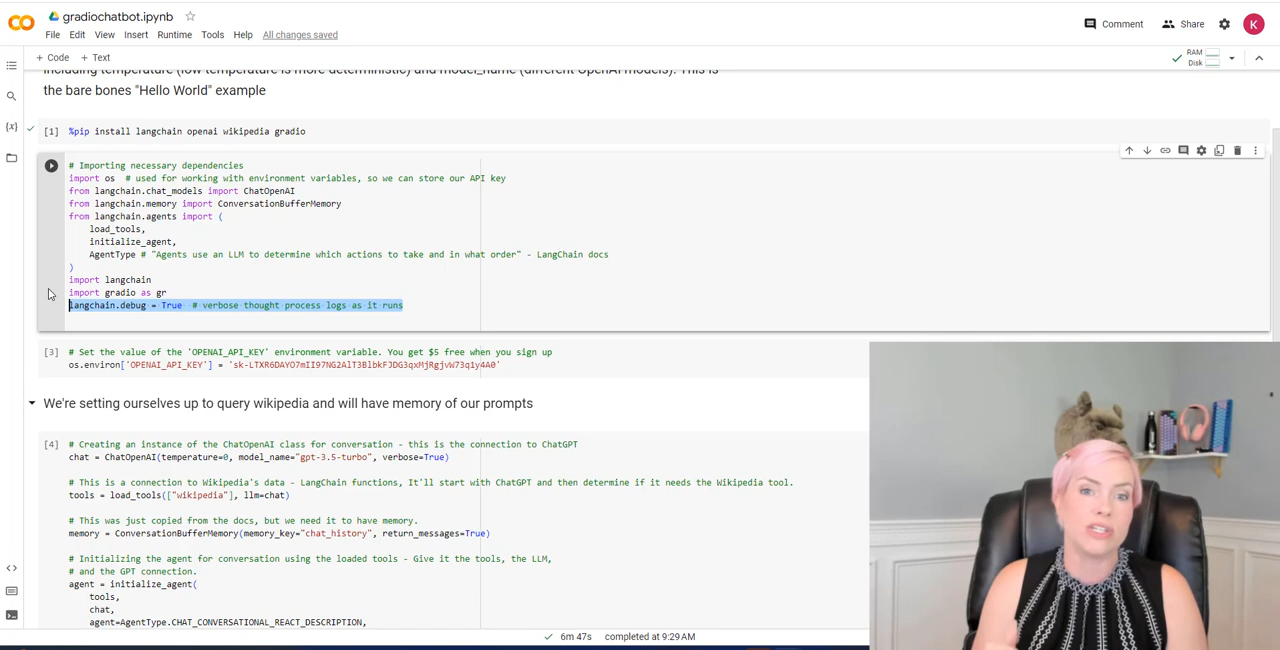 gradiochatbot.ipynb
Comment
Share
K
File Edit View Insert Runtime Tools Help All changes saved
+ Code + Text
RAM
Disk
including temperature (low temperature is more deterministic) and model_name (different OpenAI models). This is
the bare bones "Hello World" example
[1] %pip install langchain openai wikipedia gradio
# Importing necessary dependencies
import os # used for working with environment variables, so we can store our API key
from langchain.chat_models import ChatOpenAI
from langchain.memory import ConversationBufferMemory
from langchain.agents import (
load_tools,
initialize_agent,
AgentType # "Agents use an LLM to determine which actions to take and in what order" - LangChain docs
)
import langchain
import gradio as gr
langchain.debug = True # verbose thought process logs as it runs
[3] # Set the value of the 'OPENAI_API_KEY' environment variable. You get $5 free when you sign up
os.environ['OPENAI_API_KEY'] =
We're setting ourselves up to query wikipedia and will have memory of our prompts
[4] # Creating an instance of the ChatOpenAI class for conversation - this is the connection to ChatGPT
chat = ChatOpenAI(temperature=0, model_name="gpt-3.5-turbo", verbose=True)
# This is a connection to Wikipedia's data - LangChain functions, It'll start with ChatGPT and then determine if it needs the Wikipedia tool.
tools = load_tools(["wikipedia"], llm=chat)
# This was just copied from the docs, but we need it to have memory.
memory = ConversationBufferMemory(memory_key="chat_history", return_messages=True)
# Initializing the agent for conversation using the loaded tools - Give it the tools, the LLM,
# and the GPT connection.
agent = initialize_agent(
tools,
chat,
agent=AgentType.CHAT_CONVERSATIONAL_REACT_DESCRIPTION,
6m 47s completed at 9:29 AM